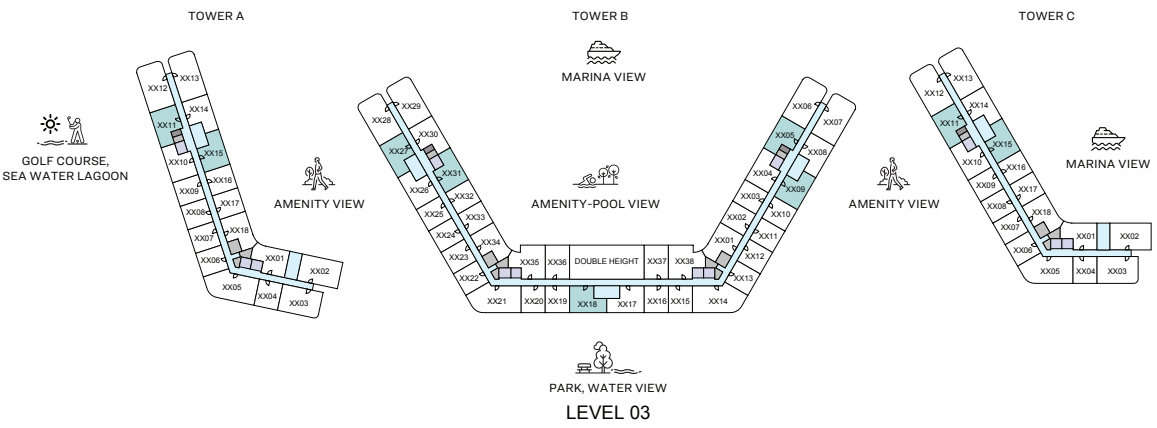 TOWER A
TOWER B
TOWER C
MARINA VIEW
GOLF COURSE,
SEA WATER LAGOON
AMENITY VIEW
AMENITY-POOL VIEW
AMENITY VIEW
MARINA VIEW
XX13
XX12
XX14
XX11
XX15
XX10
XX16
XX09
XX17
XX08
XX18
XX07
XX06
XX01
XX02
XX05
XX04
XX03
XX29
XX28
XX30
XX27
XX31
XX26
XX32
XX25
XX33
XX24
XX34
XX23
XX22
XX35
XX36
DOUBLE HEIGHT
XX37
XX38
XX21
XX20
XX19
XX18
XX17
XX16
XX15
XX14
XX06
XX07
XX05
XX08
XX04
XX09
XX03
XX10
XX02
XX11
XX01
XX12
XX13
XX13
XX12
XX14
XX11
XX15
XX10
XX16
XX09
XX17
XX08
XX18
XX07
XX06
XX01
XX02
XX05
XX04
XX03
PARK, WATER VIEW
LEVEL 03